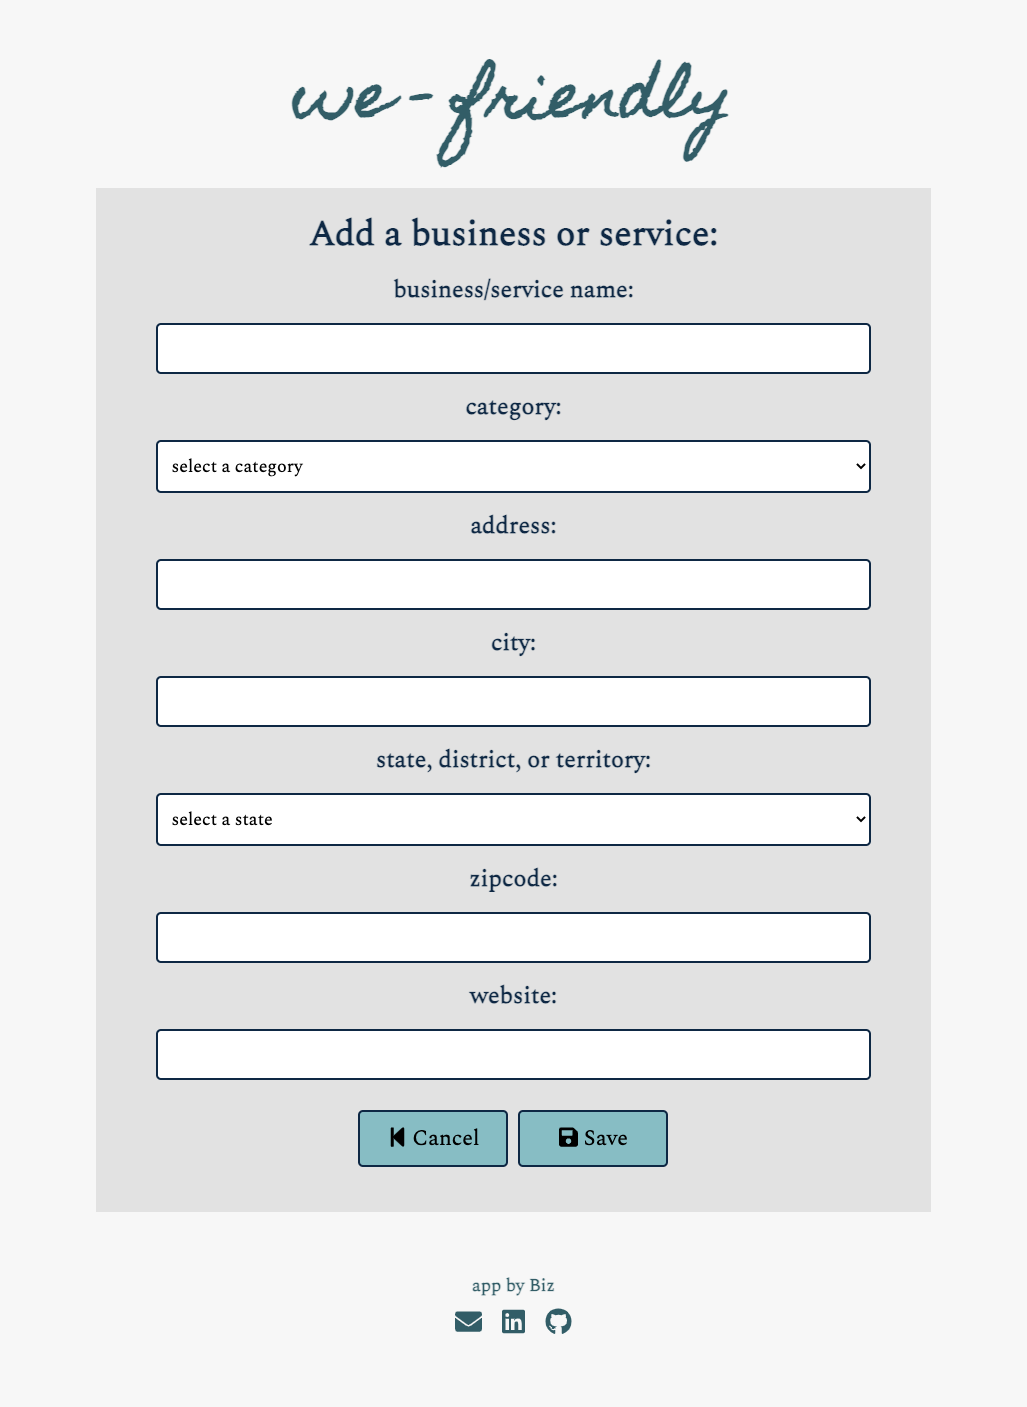 we-friendly
Add a business or service:
business/service name:
category:
select a category
address:
city:
state, district, or territory:
select a state
zipcode:
website:
Cancel
Save
app by Biz
in